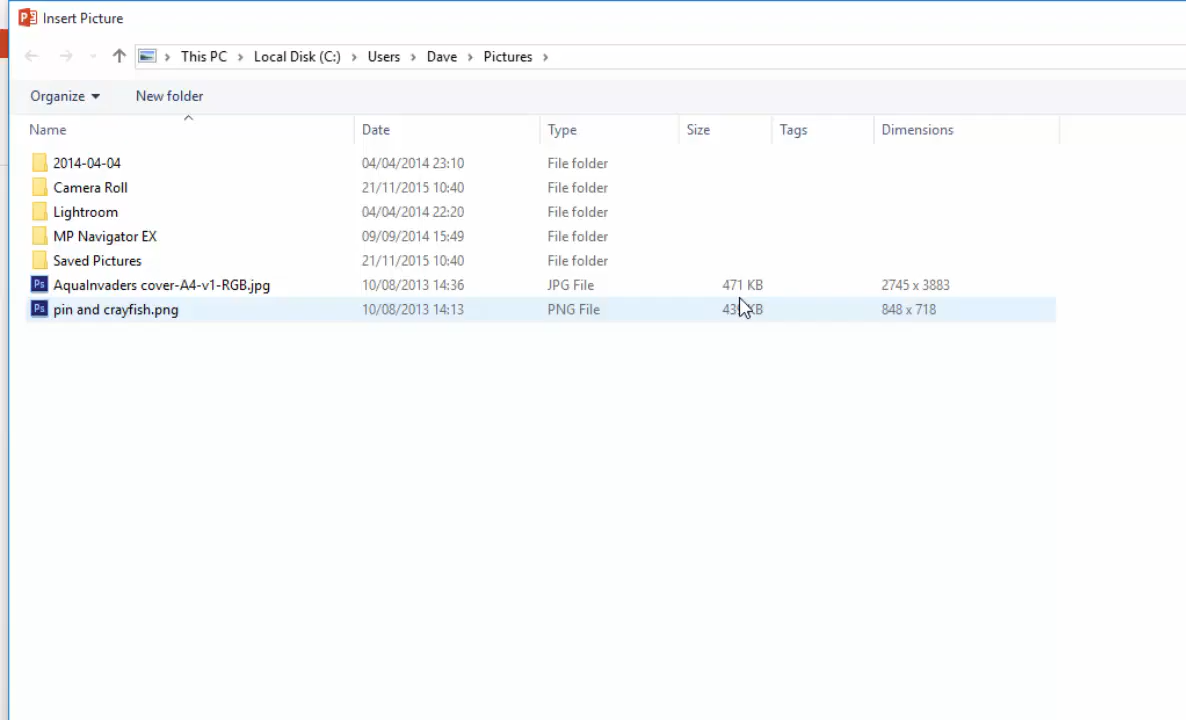 Insert Picture
This PC › Local Disk (C:) › Users › Dave › Pictures ›
Organize New folder
Name Date Type Size Tags Dimensions
2014-04-04 04/04/2014 23:10 File folder
Camera Roll 21/11/2015 10:40 File folder
Lightroom 04/04/2014 22:20 File folder
MP Navigator EX 09/09/2014 15:49 File folder
Saved Pictures 21/11/2015 10:40 File folder
Ps AquaInvaders cover-A4-v1-RGB.jpg 10/08/2013 14:36 JPG File 471 KB 2745 x 3883
Ps pin and crayfish.png 10/08/2013 14:13 PNG File 848 x 718